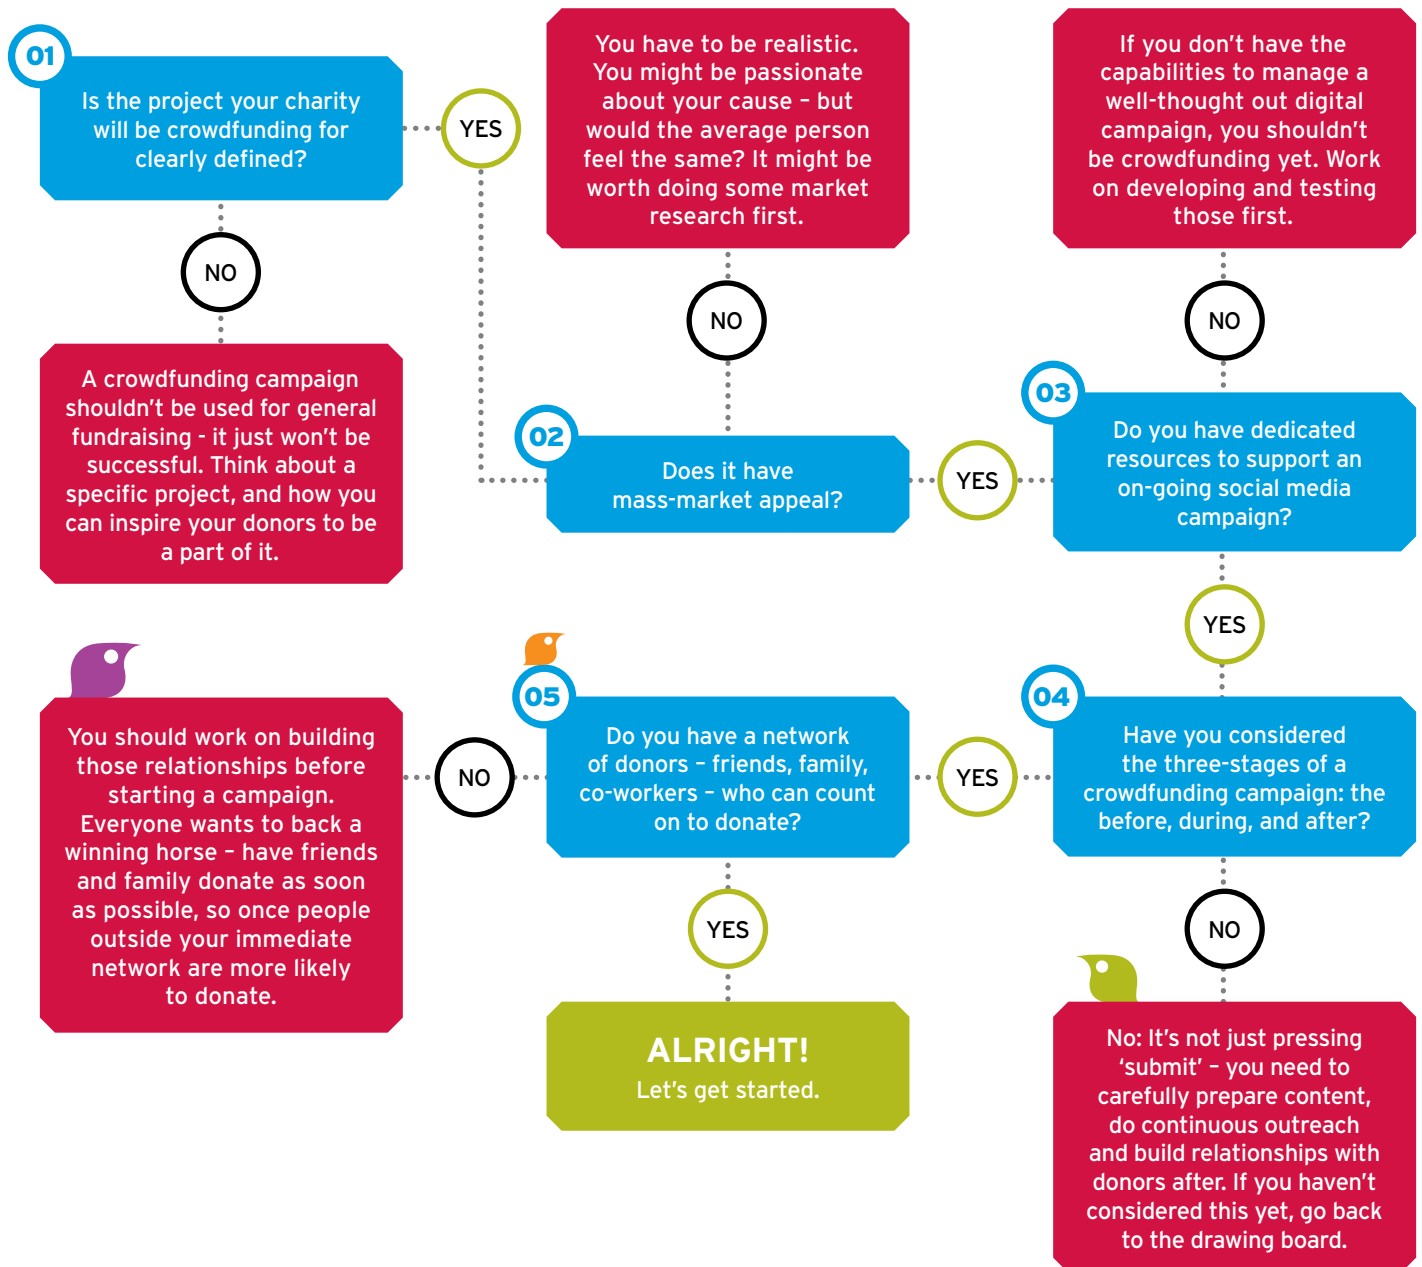 01
Is the project your charity
will be crowdfunding for
clearly defined?
YES
NO
A crowdfunding campaign
shouldn't be used for general
fundraising - it just won't be
successful. Think about a
specific project, and how you
can inspire your donors to be
a part of it.
You have to be realistic.
You might be passionate
about your cause – but
would the average person
feel the same? It might be
worth doing some market
research first.
NO
02
Does it have
mass-market appeal?
YES
If you don't have the
capabilities to manage a
well-thought out digital
campaign, you shouldn't
be crowdfunding yet. Work
on developing and testing
those first.
NO
03
Do you have dedicated
resources to support an
on-going social media
campaign?
YES
04
Have you considered
the three-stages of a
crowdfunding campaign: the
before, during, and after?
NO
No: It's not just pressing
‘submit’ – you need to
carefully prepare content,
do continuous outreach
and build relationships with
donors after. If you haven't
considered this yet, go back
to the drawing board.
YES
05
Do you have a network
of donors – friends, family,
co-workers – who can count
on to donate?
NO
You should work on building
those relationships before
starting a campaign.
Everyone wants to back a
winning horse – have friends
and family donate as soon
as possible, so once people
outside your immediate
network are more likely
to donate.
YES
ALRIGHT!
Let's get started.